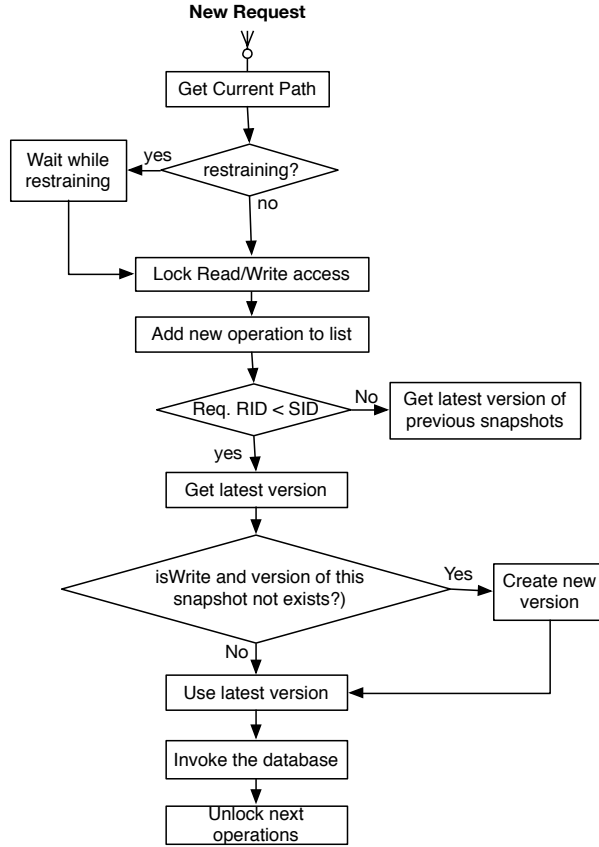 New Request
Get Current Path
Wait while
restraining
yes
restraining?
no
Lock Read/Write access
Add new operation to list
Req. RID < SID
No
Get latest version of
previous snapshots
yes
Get latest version
isWrite and version of this
snapshot not exists?)
Yes
Create new
version
No
Use latest version
Invoke the database
Unlock next
operations